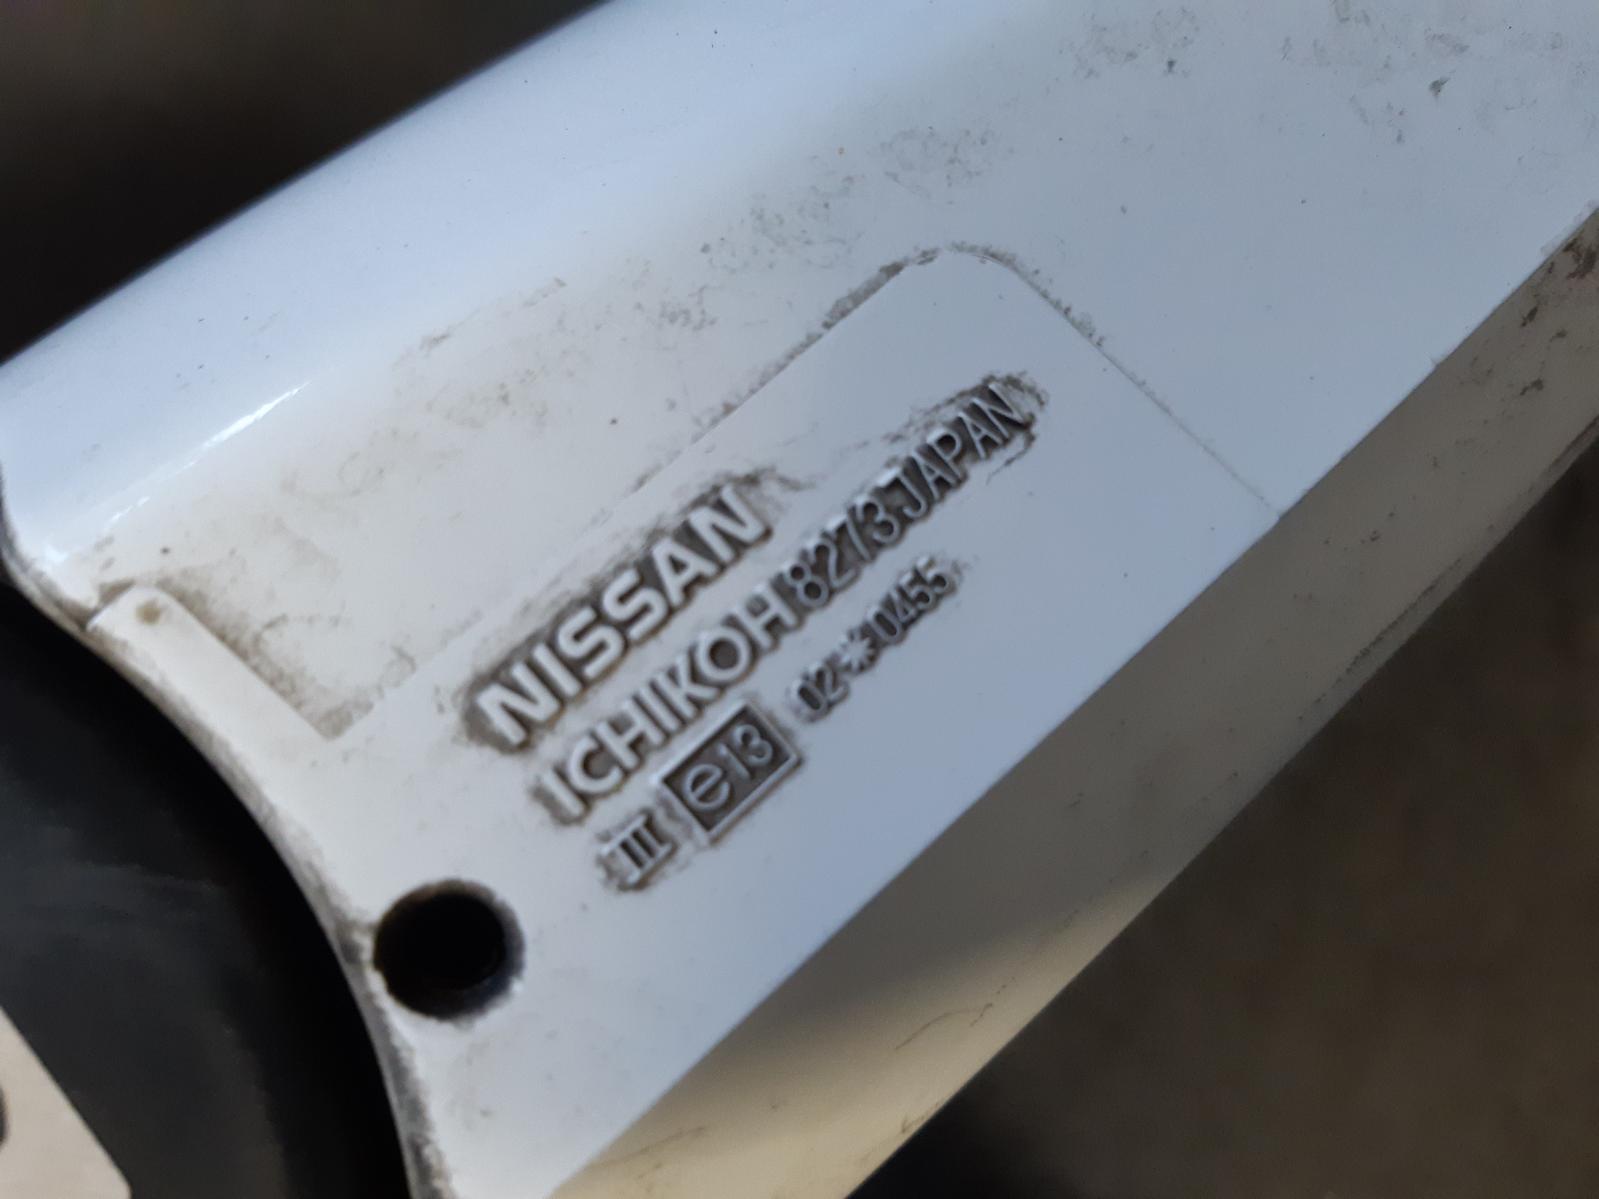 NISSAN
ICHIKOH 8273 JAPAN
III e13 02*0455